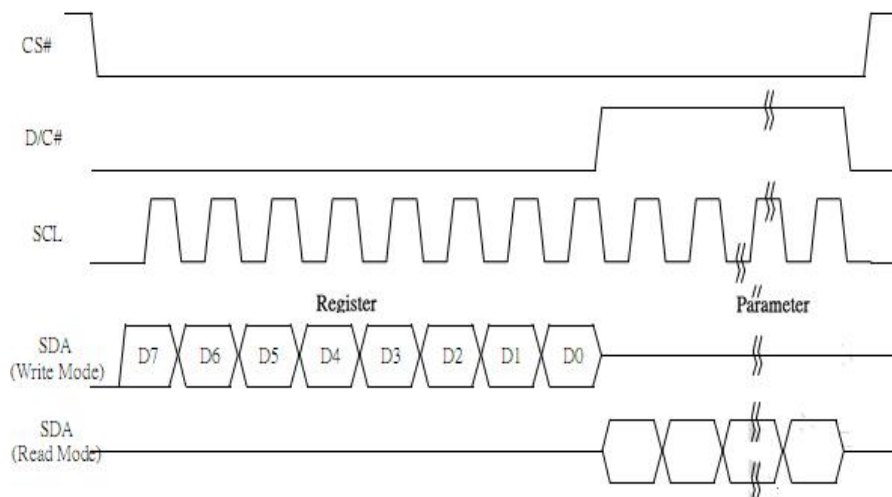 CS#
D/C#
SCL
Register Parameter
SDA
(Write Mode)
D7 D6 D5 D4 D3 D2 D1 D0
SDA
(Read Mode)